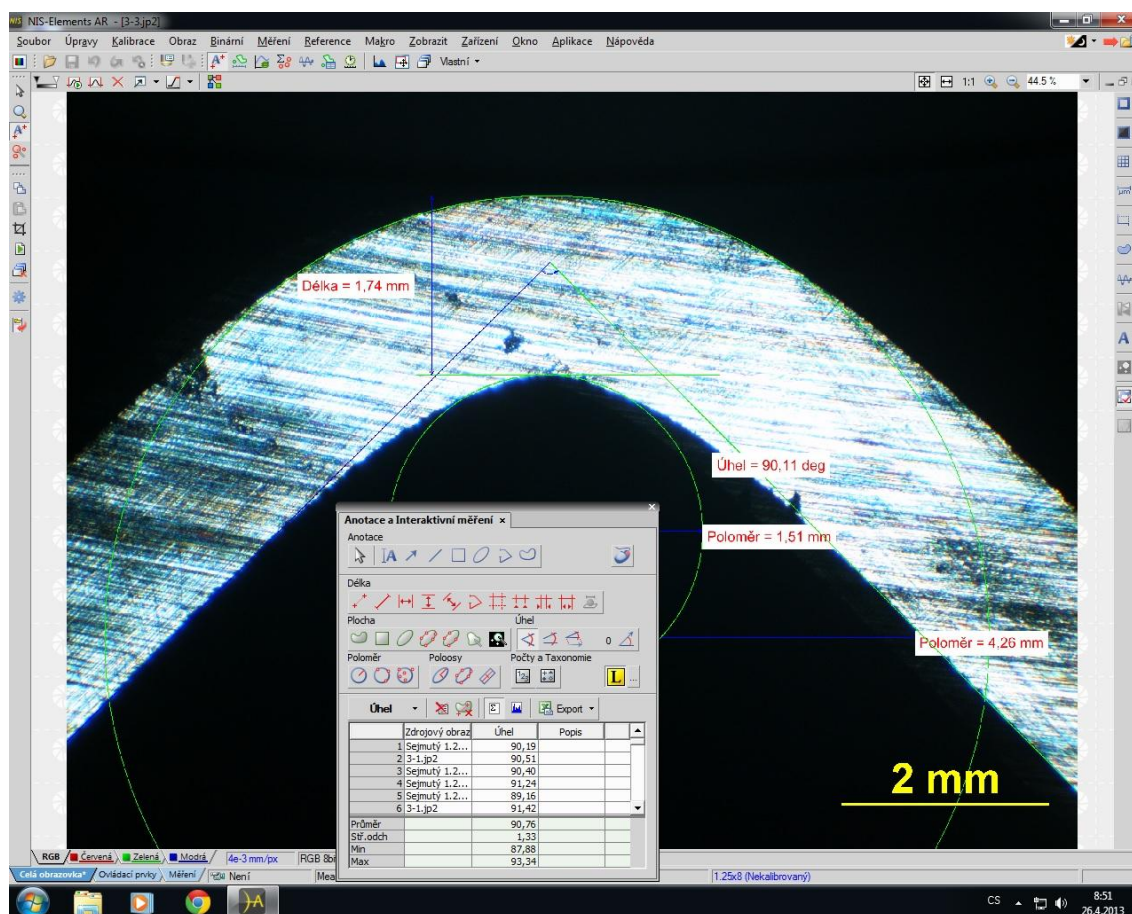 NIS-Elements AR - [3-3.jp2]
Soubor Úpravy Kalibrace Obraz Binární Měření Reference Makro Zobrazit Zařízení Okno Aplikace Nápověda
Vlastní
1:1 44.5 %
Délka = 1,74 mm
Úhel = 90,11 deg
Poloměr = 1,51 mm
Poloměr = 4,26 mm
2 mm
Anotace a Interaktivní měření x
Anotace
Délka
Plocha Úhel
0
Poloměr Poloosy Počty a Taxonomie
L ...
Úhel Export
Zdrojový obraz Úhel Popis
1 Sejmutý 1.2... 90,19
2 3-1.jp2 90,51
3 Sejmutý 1.2... 90,40
4 Sejmutý 1.2... 91,24
5 Sejmutý 1.2... 89,16
6 3-1.jp2 91,42
Průměr 90,76
Stř.odch 1,33
Min 87,88
Max 93,34
RGB Červená Zelená Modrá 4e-3 mm/px
Celá obrazovka* Ovládací prvky Měření Není 1.25x8 (Nekalibrovaný)
CS 8:51
26.4.2013